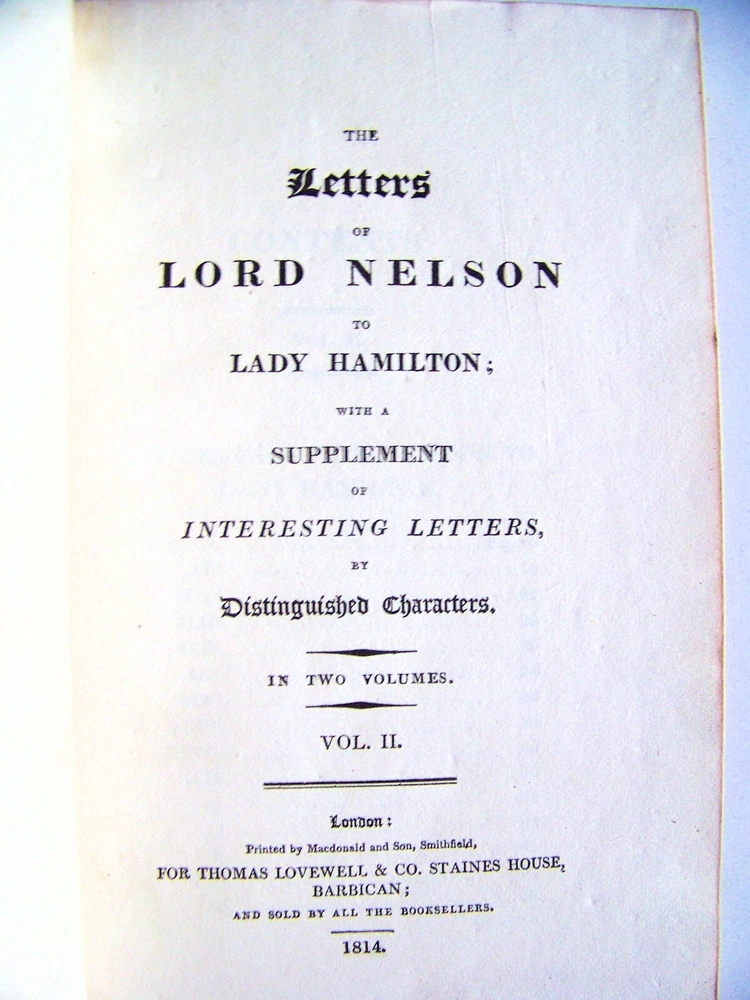 THE
Letters
OF
LORD NELSON
TO
LADY HAMILTON;
WITH A
SUPPLEMENT
OF
INTERESTING LETTERS,
BY
Distinguished Characters.
IN TWO VOLUMES.
VOL. II.
London:
Printed by Macdonald and Son, Smithfield,
FOR THOMAS LOVEWELL & CO. STAINES HOUSE,
BARBICAN;
AND SOLD BY ALL THE BOOKSELLERS.
1814.